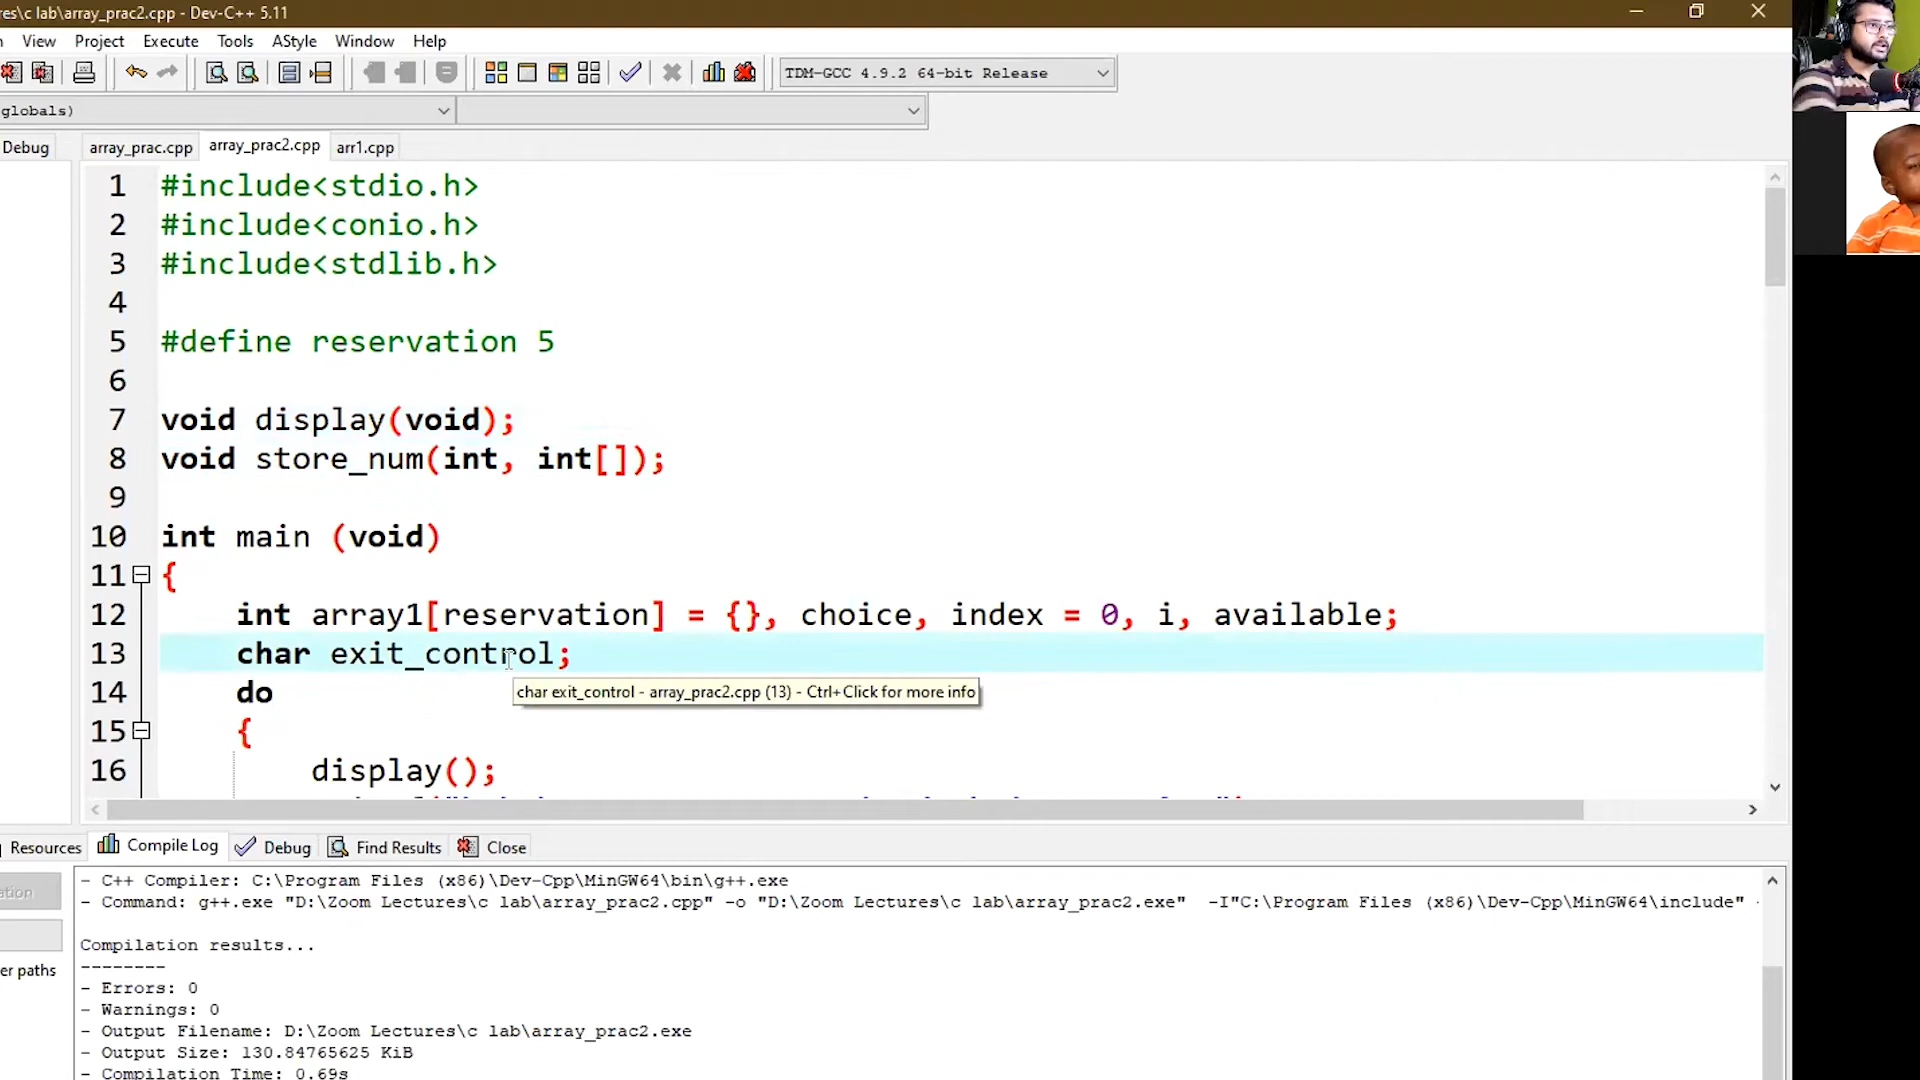 es\c lab\array_prac2.cpp - Dev-C++ 5.11
View Project Execute Tools AStyle Window Help
TDM-GCC 4.9.2 64-bit Release
globals)
Debug array_prac.cpp array_prac2.cpp arr1.cpp
1 #include<stdio.h>
2 #include<conio.h>
3 #include<stdlib.h>
4
5 #define reservation 5
6
7 void display(void);
8 void store_num(int, int[]);
9
10 int main (void)
11 {
12 int array1[reservation] = {}, choice, index = 0, i, available;
13 char exit_control;
14 do
char exit_control - array_prac2.cpp (13) - Ctrl+Click for more info
15 {
16 display();
Resources Compile Log Debug Find Results Close
- C++ Compiler: C:\Program Files (x86)\Dev-Cpp\MinGW64\bin\g++.exe
- Command: g++.exe "D:\Zoom Lectures\c lab\array_prac2.cpp" -o "D:\Zoom Lectures\c lab\array_prac2.exe" -I"C:\Program Files (x86)\Dev-Cpp\MinGW64\include" -
Compilation results...
--------
- Errors: 0
- Warnings: 0
- Output Filename: D:\Zoom Lectures\c lab\array_prac2.exe
- Output Size: 130.84765625 KiB
- Compilation Time: 0.69s
ation
er paths